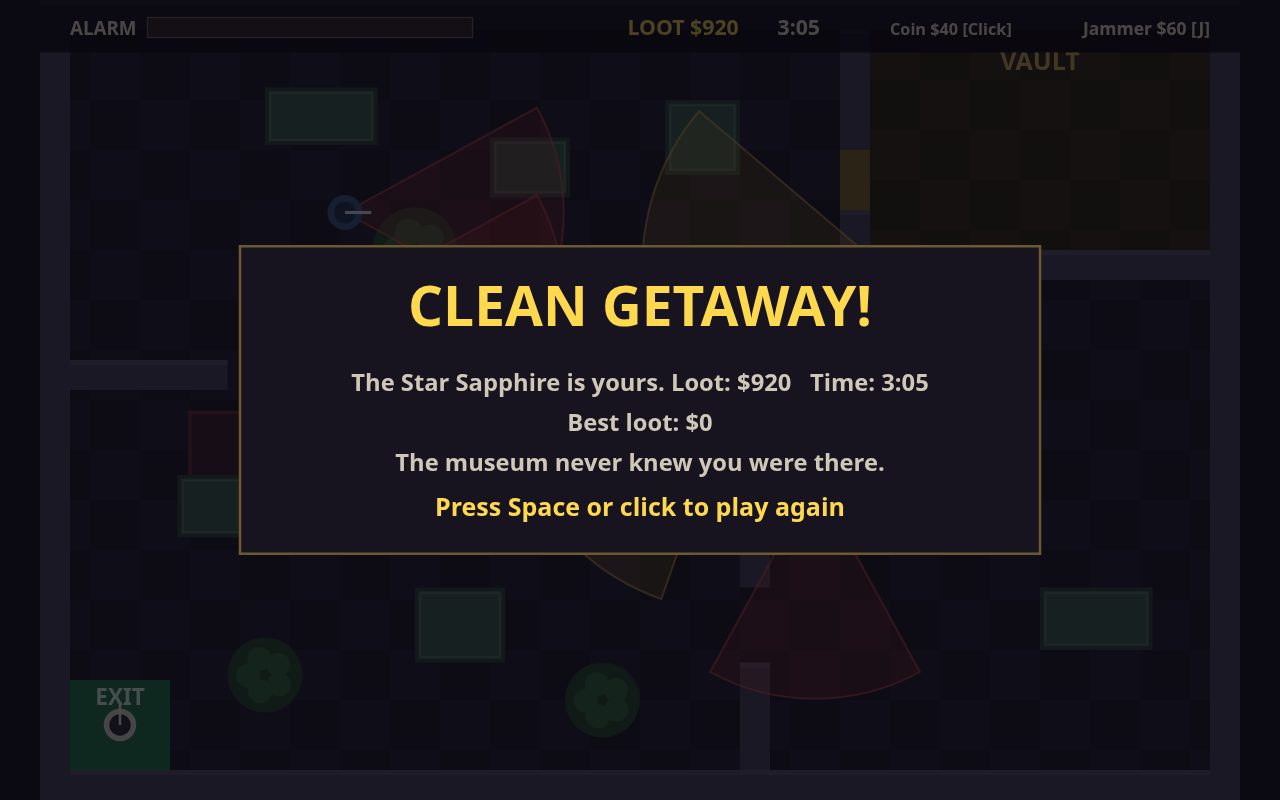 ALARM
LOOT $920 3:05 Coin $40 [Click] Jammer $60 [J]
VAULT
CLEAN GETAWAY!
The Star Sapphire is yours. Loot: $920 Time: 3:05
Best loot: $0
The museum never knew you were there.
Press Space or click to play again
EXIT